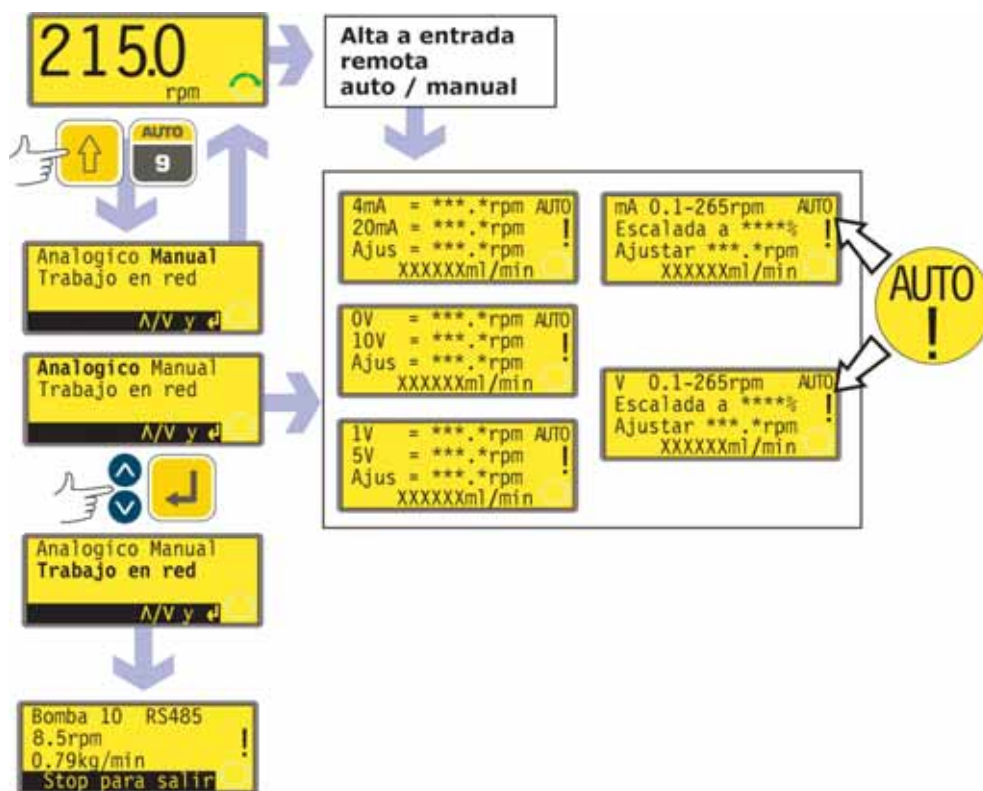 215.0
rpm
Alta a entrada
remota
auto / manual
AUTO
9
Analogico Manual
Trabajo en red
Λ/V y ↲
Analogico Manual
Trabajo en red
Λ/V y ↲
Analogico Manual
Trabajo en red
Λ/V y ↲
Bomba 10 RS485
8.5rpm
!
0.79kg/min
Stop para salir
4mA = ***.*rpm AUTO
20mA = ***.*rpm !
Ajus = ***.*rpm
XXXXXXml/min
0V = ***.*rpm AUTO
10V = ***.*rpm !
Ajus = ***.*rpm
XXXXXXml/min
1V = ***.*rpm AUTO
5V = ***.*rpm !
Ajus = ***.*rpm
XXXXXXml/min
mA 0.1-265rpm AUTO
Escalada a ****% !
Ajustar ***.*rpm
XXXXXXml/min
V 0.1-265rpm AUTO
Escalada a ****% !
Ajustar ***.*rpm
XXXXXXml/min
AUTO
!